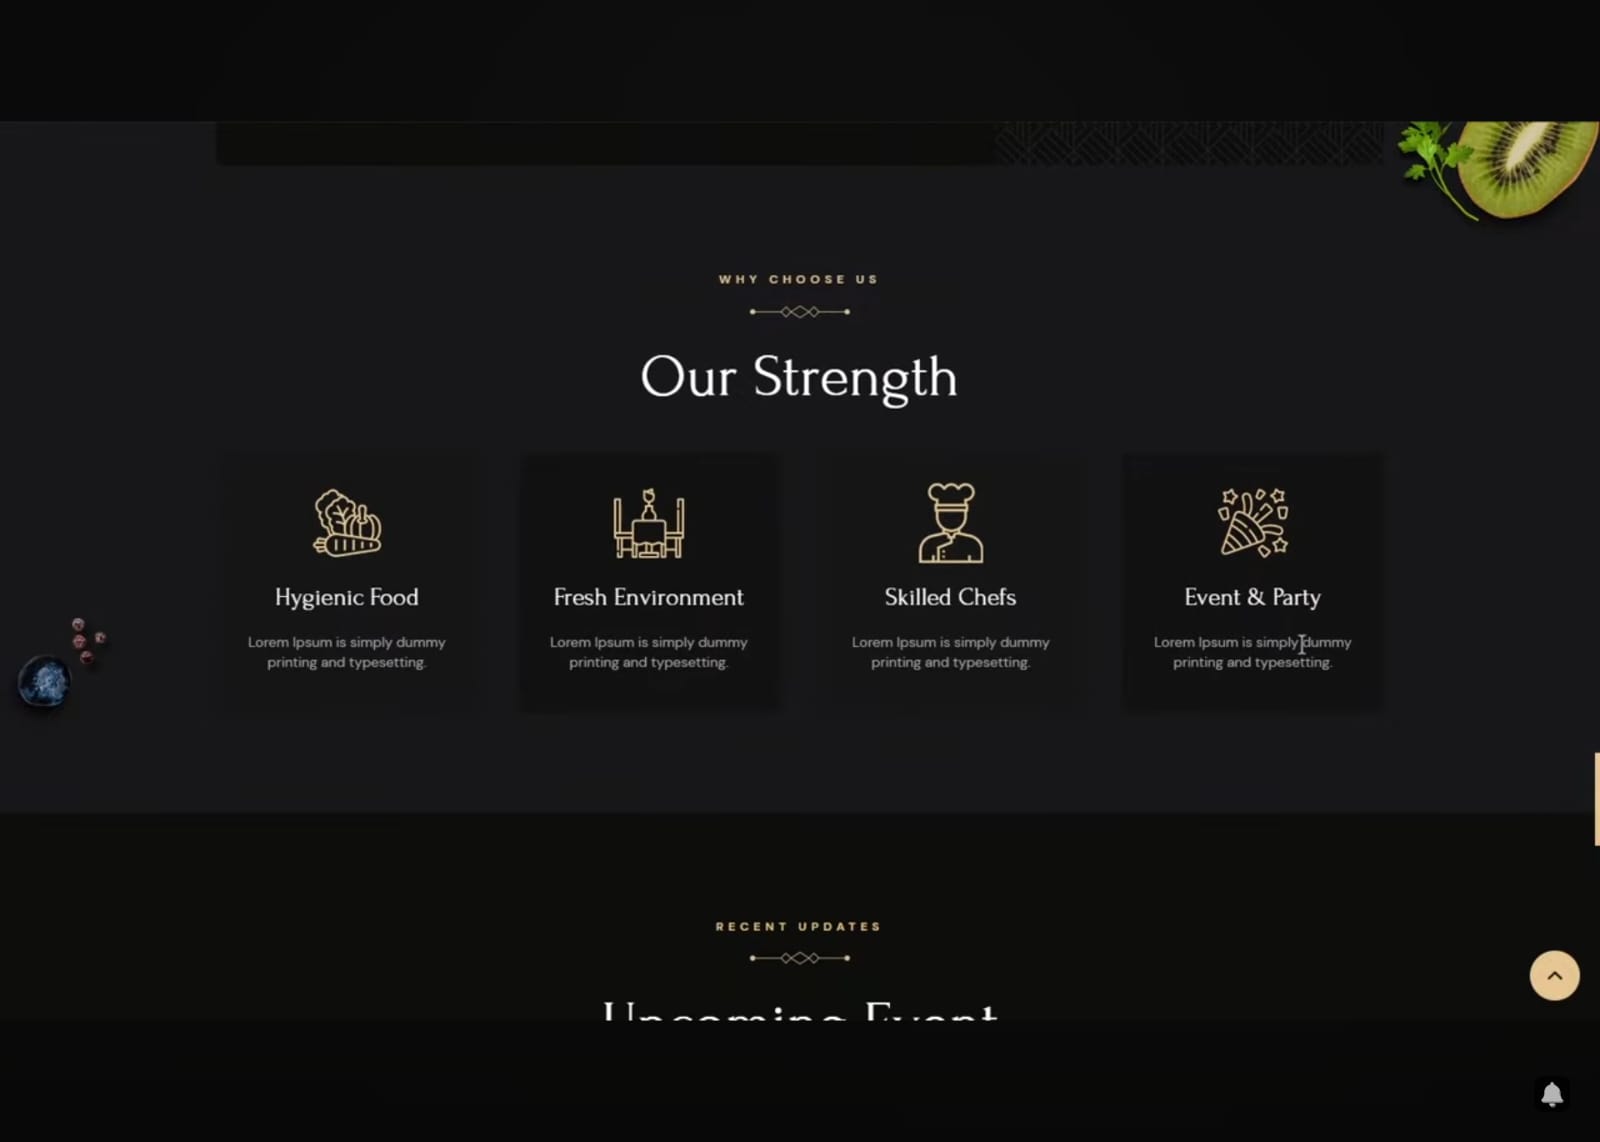 WHY CHOOSE US
Our Strength
Hygienic Food
Lorem Ipsum is simply dummy
printing and typesetting.
Fresh Environment
Lorem Ipsum is simply dummy
printing and typesetting.
Skilled Chefs
Lorem Ipsum is simply dummy
printing and typesetting.
Event & Party
Lorem Ipsum is simply dummy
printing and typesetting.
RECENT UPDATES
Upcoming Event